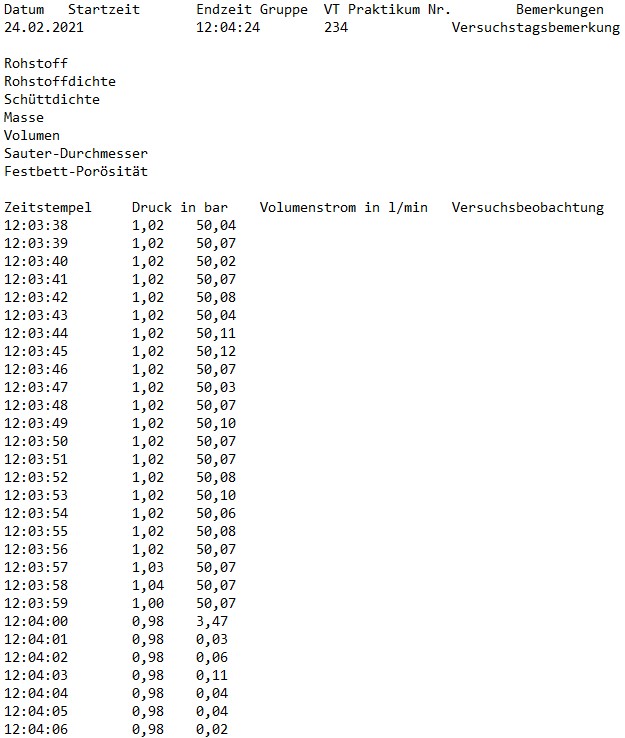 Datum Startzeit Endzeit Gruppe VT Praktikum Nr. Bemerkungen
24.02.2021 12:04:24 234 Versuchstagsbemerkung
Rohstoff
Rohstoffdichte
Schüttdichte
Masse
Volumen
Sauter-Durchmesser
Festbett-Porösität
Zeitstempel Druck in bar Volumenstrom in l/min Versuchsbeobachtung
12:03:38 1,02 50,04
12:03:39 1,02 50,07
12:03:40 1,02 50,02
12:03:41 1,02 50,07
12:03:42 1,02 50,08
12:03:43 1,02 50,04
12:03:44 1,02 50,11
12:03:45 1,02 50,12
12:03:46 1,02 50,07
12:03:47 1,02 50,03
12:03:48 1,02 50,07
12:03:49 1,02 50,10
12:03:50 1,02 50,07
12:03:51 1,02 50,07
12:03:52 1,02 50,08
12:03:53 1,02 50,10
12:03:54 1,02 50,06
12:03:55 1,02 50,08
12:03:56 1,02 50,07
12:03:57 1,03 50,07
12:03:58 1,04 50,07
12:03:59 1,00 50,07
12:04:00 0,98 3,47
12:04:01 0,98 0,03
12:04:02 0,98 0,06
12:04:03 0,98 0,11
12:04:04 0,98 0,04
12:04:05 0,98 0,04
12:04:06 0,98 0,02